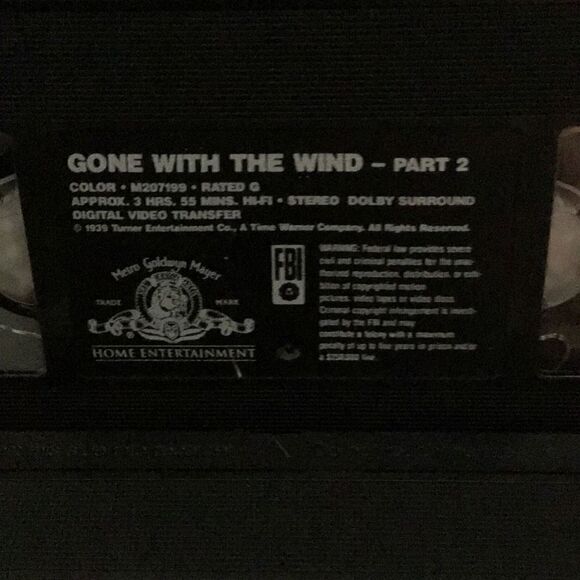 GONE WITH THE WIND – PART 2
COLOR • M207199 • RATED G
APPROX. 3 HRS. 55 MINS. HI-FI • STEREO DOLBY SURROUND
DIGITAL VIDEO TRANSFER
© 1939 Turner Entertainment Co., A Time Warner Company. All Rights Reserved.
Metro Goldwyn Mayer
TRADE MARK
HOME ENTERTAINMENT
FBI
WARNING: Federal law provides severe
civil and criminal penalties for the unau-
thorized reproduction, distribution, or exhi-
bition of copyrighted motion
pictures, video tapes or video discs.
Criminal copyright infringement is investi-
gated by the FBI and may
constitute a felony with a maximum
penalty of up to five years in prison and/or
a $250,000 fine.